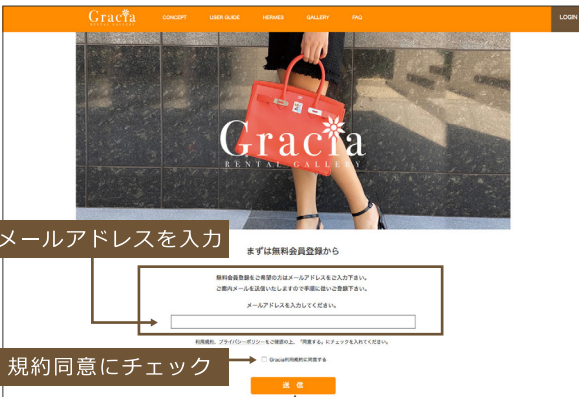 Gracia
RENTAL GALLERY
CONCEPT
USER GUIDE
HERMES
GALLERY
FAQ
LOGIN
Gracia
RENTAL GALLERY
メールアドレスを入力
まずは無料会員登録から
無料会員登録をご希望の方はメールアドレスをご入力下さい。
ご案内メールを送信いたしますので手順に従いご登録下さい。
メールアドレスを入力してください。
利用規約、プライバシーポリシーをご確認の上、「同意する」にチェックを入れてください。
規約同意にチェック
Gracia利用規約に同意する
送 信